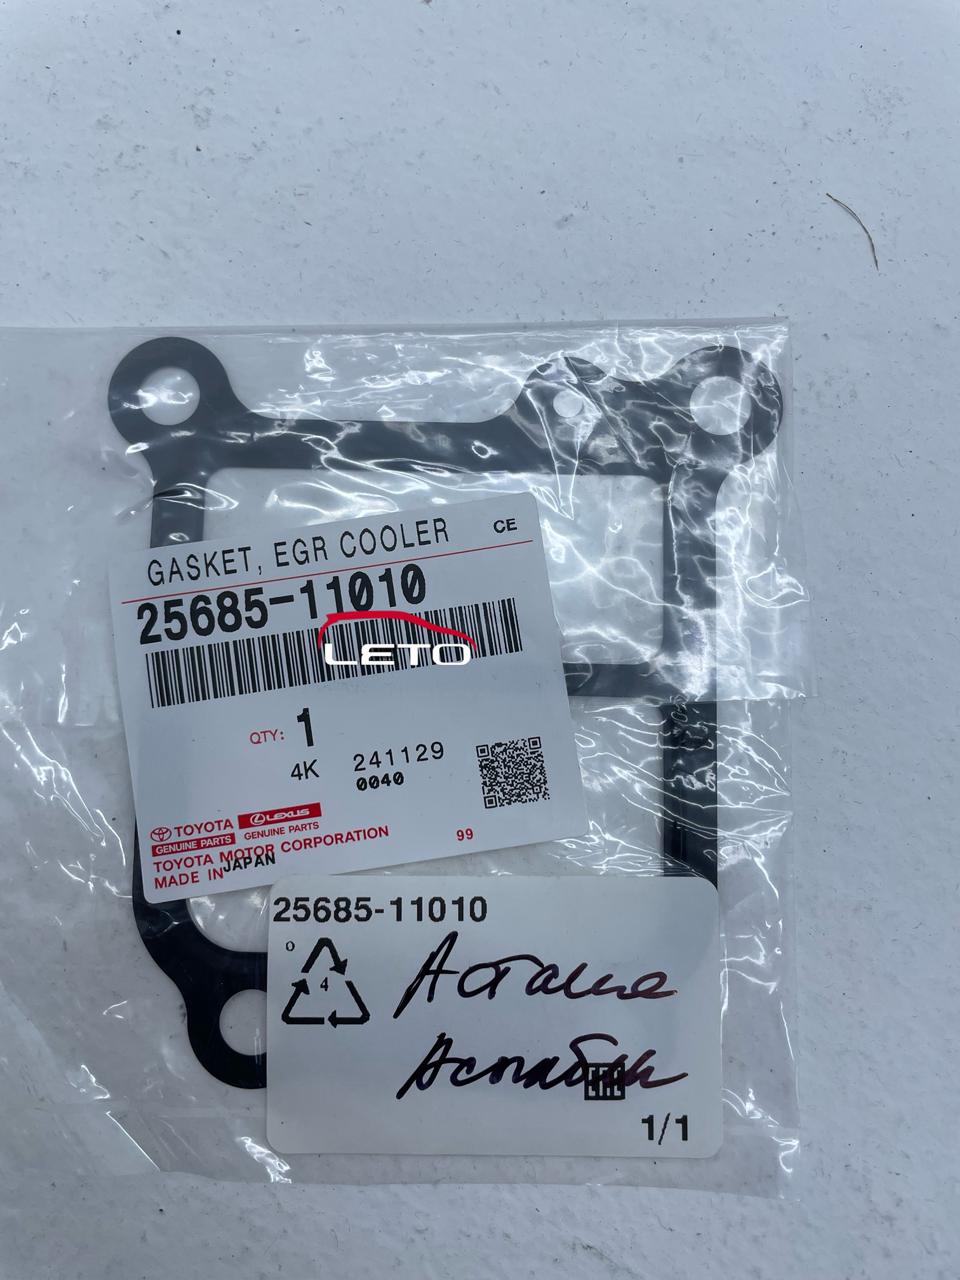 GASKET, EGR COOLER CE
25685-11010
LETO
QTY: 1
4K 241129
0040
TOYOTA LEXUS
GENUINE PARTS GENUINE PARTS
TOYOTA MOTOR CORPORATION 99
MADE IN JAPAN
25685-11010
4
EAC
1/1